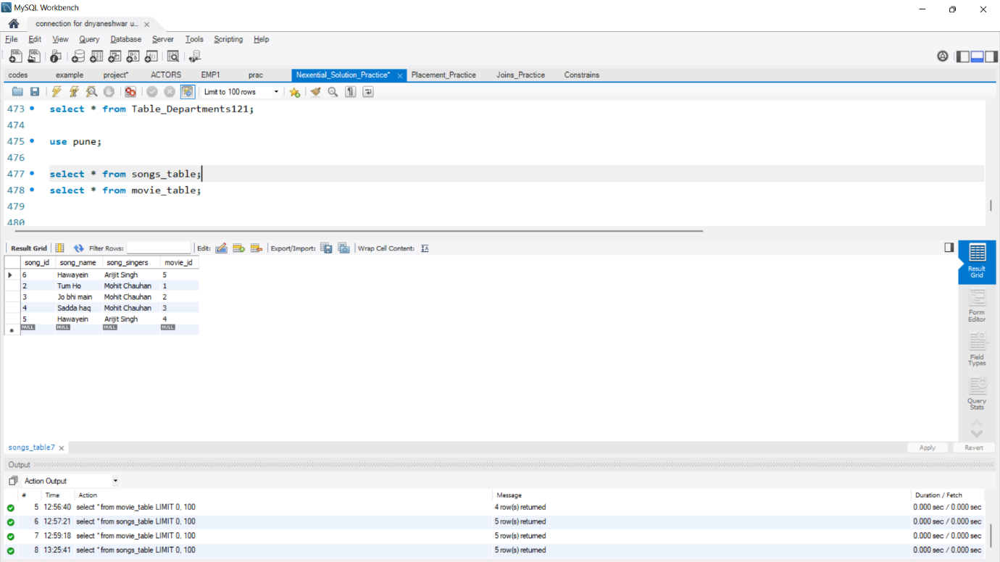 MySQL Workbench
connection for dnyaneshwar u...
File Edit View Query Database Server Tools Scripting Help
codes example project* ACTORS EMP1 prac Nexential_Solution_Practice* Placement_Practice Joins_Practice Constrains
Limit to 100 rows
473 select * from Table_Departments121;
474
475 use pune;
476
477 select * from songs_table;
478 select * from movie_table;
479
480
Result Grid Filter Rows: Edit: Export/Import: Wrap Cell Content: IA
song_id song_name song_singers movie_id
6 Hawayein Arijit Singh 5
2 Tum Ho Mohit Chauhan 1
3 Jo bhi main Mohit Chauhan 2
4 Sadda haq Mohit Chauhan 3
5 Hawayein Arijit Singh 4
NULL NULL NULL NULL
Result
Grid
Form
Editor
Field
Types
Query
Stats
songs_table7
Apply Revert
Output
Action Output
# Time Action Message Duration / Fetch
5 12:56:40 select * from movie_table LIMIT 0, 100 4 row(s) returned 0.000 sec / 0.000 sec
6 12:57:21 select * from songs_table LIMIT 0, 100 5 row(s) returned 0.000 sec / 0.000 sec
7 12:59:18 select * from movie_table LIMIT 0, 100 5 row(s) returned 0.000 sec / 0.000 sec
8 13:25:41 select * from songs_table LIMIT 0, 100 5 row(s) returned 0.000 sec / 0.000 sec